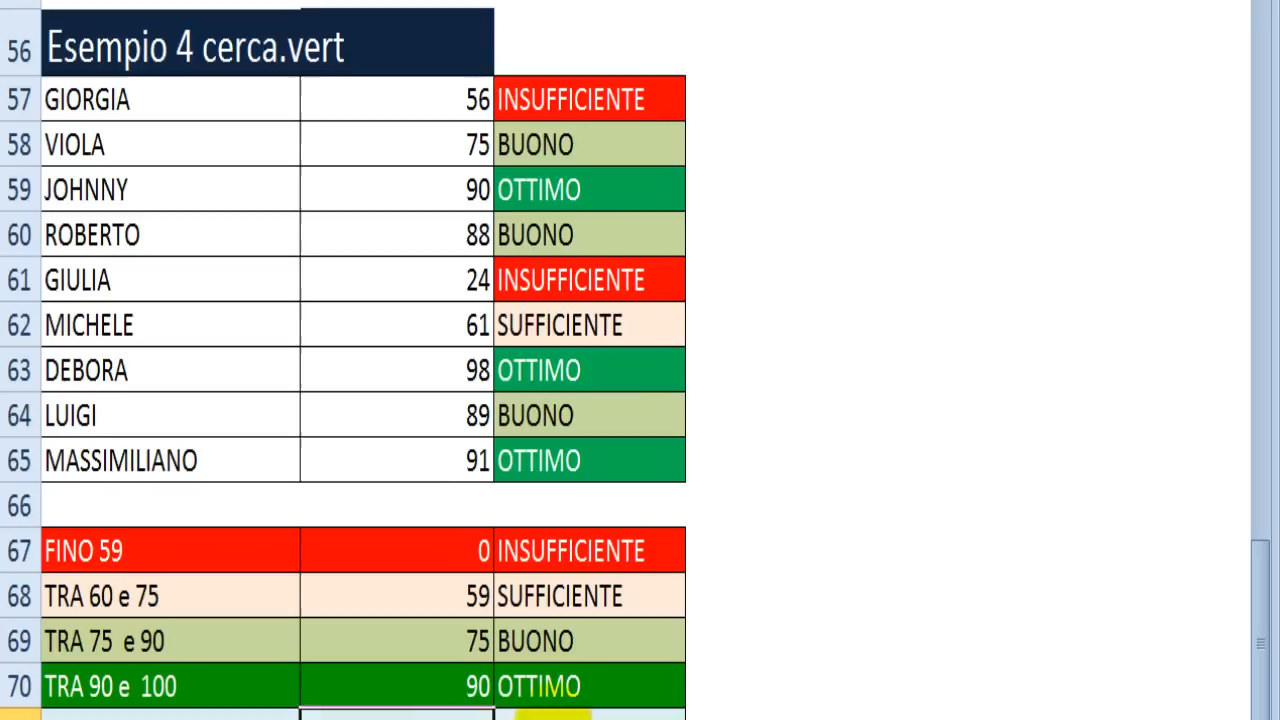 56 Esempio 4 cerca.vert
57 GIORGIA 56 INSUFFICIENTE
58 VIOLA 75 BUONO
59 JOHNNY 90 OTTIMO
60 ROBERTO 88 BUONO
61 GIULIA 24 INSUFFICIENTE
62 MICHELE 61 SUFFICIENTE
63 DEBORA 98 OTTIMO
64 LUIGI 89 BUONO
65 MASSIMILIANO 91 OTTIMO
66
67 FINO 59 0 INSUFFICIENTE
68 TRA 60 e 75 59 SUFFICIENTE
69 TRA 75 e 90 75 BUONO
70 TRA 90 e 100 90 OTTIMO